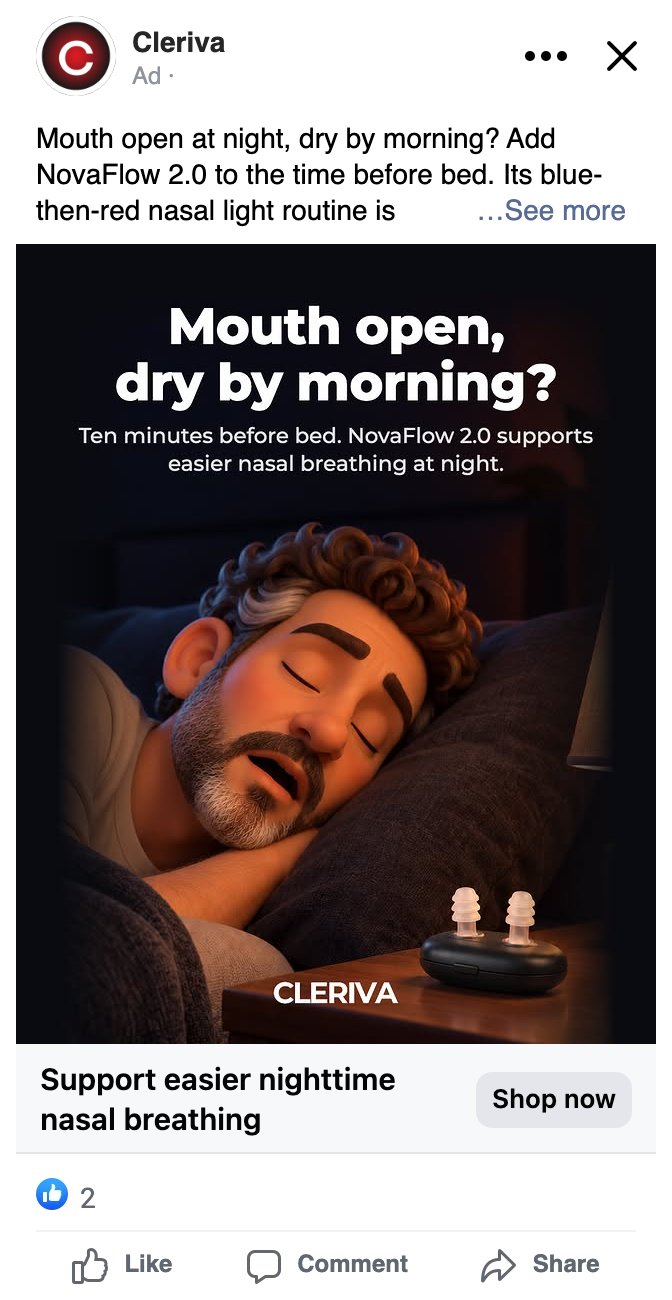 C
Cleriva
Ad ·
Mouth open at night, dry by morning? Add
NovaFlow 2.0 to the time before bed. Its blue-
then-red nasal light routine is ...See more
Mouth open,
dry by morning?
Ten minutes before bed. NovaFlow 2.0 supports
easier nasal breathing at night.
CLERIVA
Support easier nighttime
nasal breathing
Shop now
2
Like Comment Share